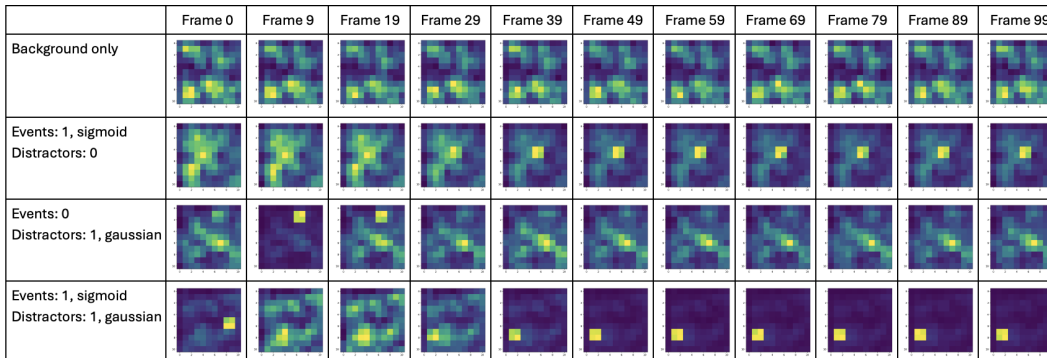 Frame 0 Frame 9 Frame 19 Frame 29 Frame 39 Frame 49 Frame 59 Frame 69 Frame 79 Frame 89 Frame 99
Background only
Events: 1, sigmoid
Distractors: 0
Events: 0
Distractors: 1, gaussian
Events: 1, sigmoid
Distractors: 1, gaussian